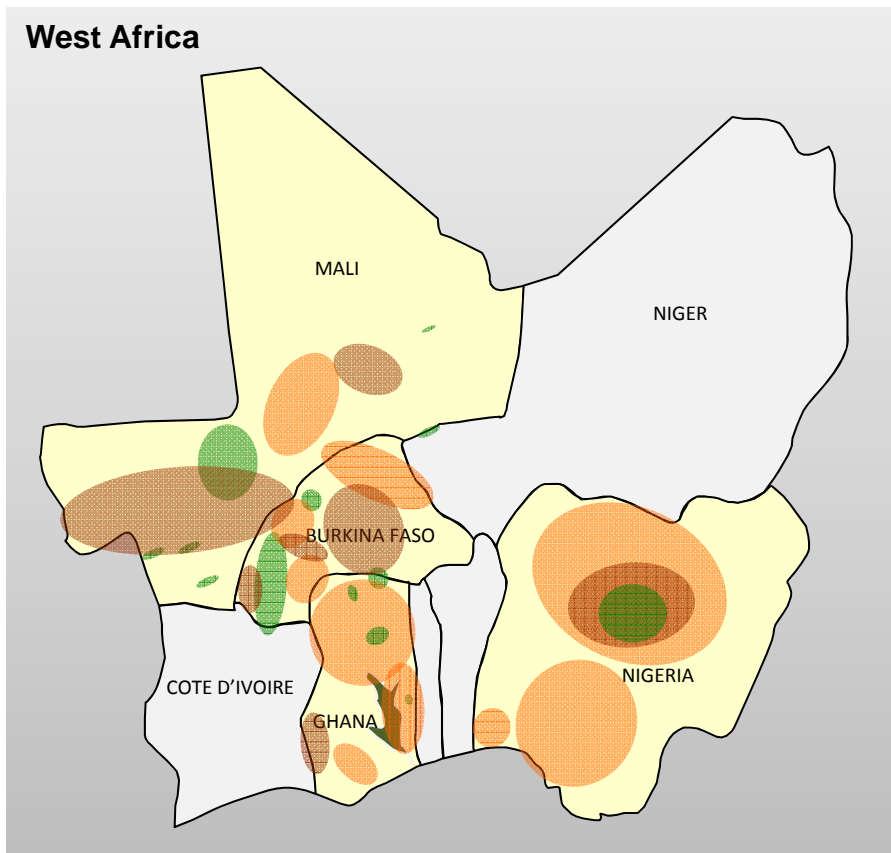 West Africa
MALI
NIGER
BURKINA FASO
NIGERIA
COTE D’IVOIRE
GHANA